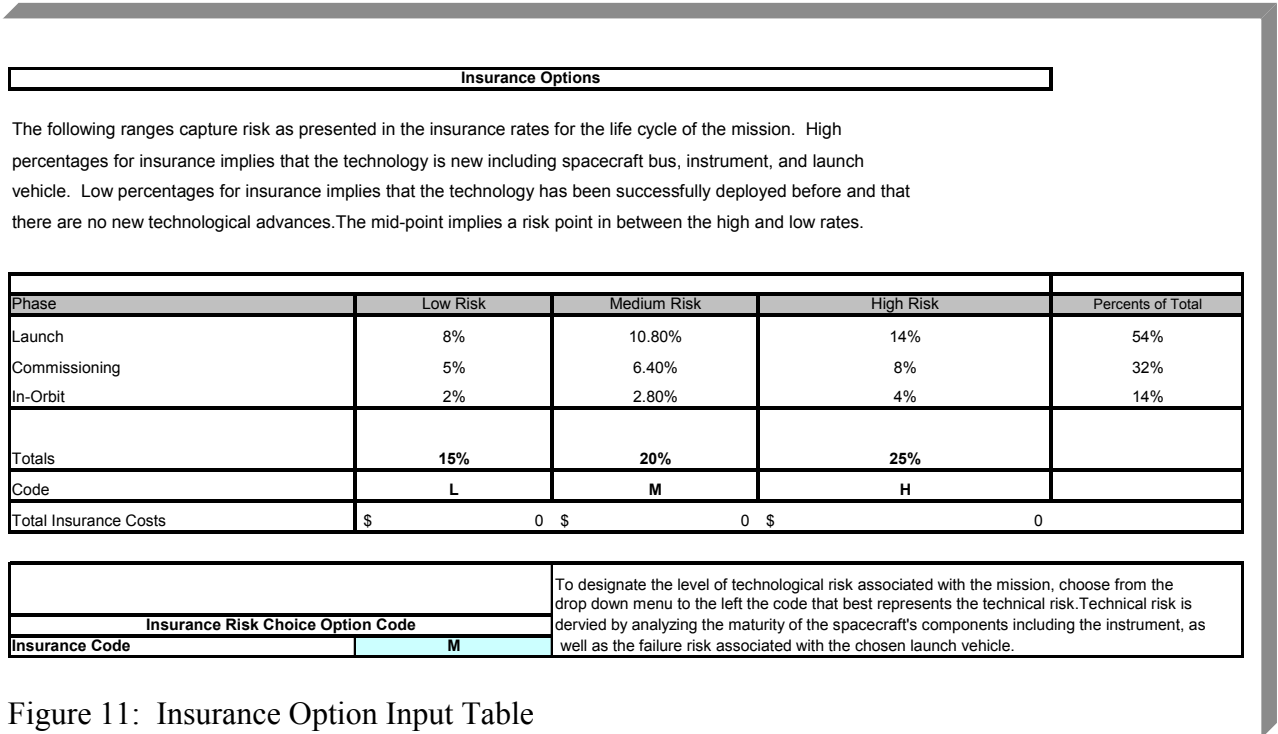 Insurance Options
The following ranges capture risk as presented in the insurance rates for the life cycle of the mission.  High
percentages for insurance implies that the technology is new including spacecraft bus, instrument, and launch
vehicle.  Low percentages for insurance implies that the technology has been successfully deployed before and that
there are no new technological advances.The mid-point implies a risk point in between the high and low rates.
Phase Low Risk Medium Risk High Risk Percents of Total
Launch 8% 10.80% 14% 54%
Commissioning 5% 6.40% 8% 32%
In-Orbit 2% 2.80% 4% 14%
Totals 15% 20% 25%
Code L M H
Total Insurance Costs $ 0 $ 0 $ 0
To designate the level of technological risk associated with the mission, choose from the
drop down menu to the left the code that best represents the technical risk.Technical risk is
dervied by analyzing the maturity of the spacecraft's components including the instrument, as
well as the failure risk associated with the chosen launch vehicle.
Insurance Risk Choice Option Code
Insurance Code M
Figure 11:  Insurance Option Input Table